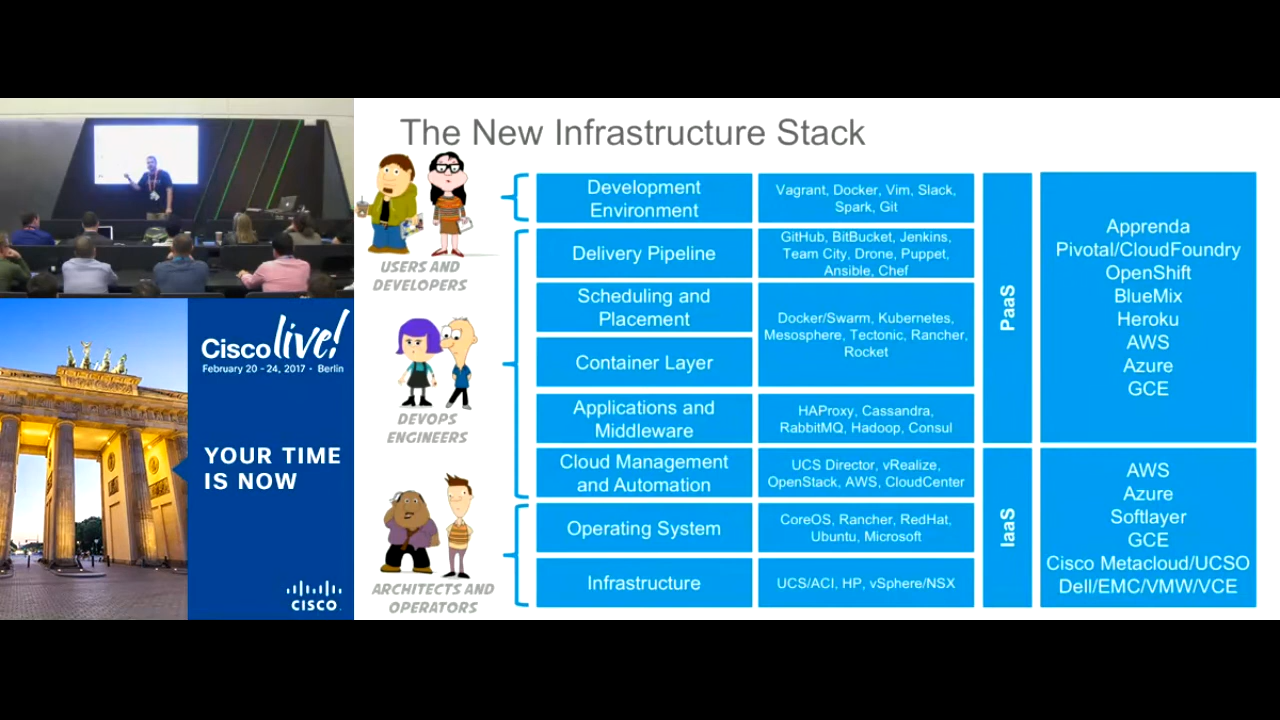 The New Infrastructure Stack
USERS AND
DEVELOPERS
DEVOPS
ENGINEERS
ARCHITECTS AND
OPERATORS
Development
Environment
Vagrant, Docker, Vim, Slack,
Spark, Git
Delivery Pipeline
GitHub, BitBucket, Jenkins,
Team City, Drone, Puppet,
Ansible, Chef
Scheduling and
Placement
Container Layer
Docker/Swarm, Kubernetes,
Mesosphere, Tectonic, Rancher,
Rocket
Applications and
Middleware
HAProxy, Cassandra,
RabbitMQ, Hadoop, Consul
Cloud Management
and Automation
UCS Director, vRealize,
OpenStack, AWS, CloudCenter
Operating System
CoreOS, Rancher, RedHat,
Ubuntu, Microsoft
Infrastructure
UCS/ACI, HP, vSphere/NSX
PaaS
Apprenda
Pivotal/CloudFoundry
OpenShift
BlueMix
Heroku
AWS
Azure
GCE
IaaS
AWS
Azure
Softlayer
GCE
Cisco Metacloud/UCSO
Dell/EMC/VMW/VCE
Cisco live!
February 20 - 24, 2017 • Berlin
YOUR TIME
IS NOW
CISCO